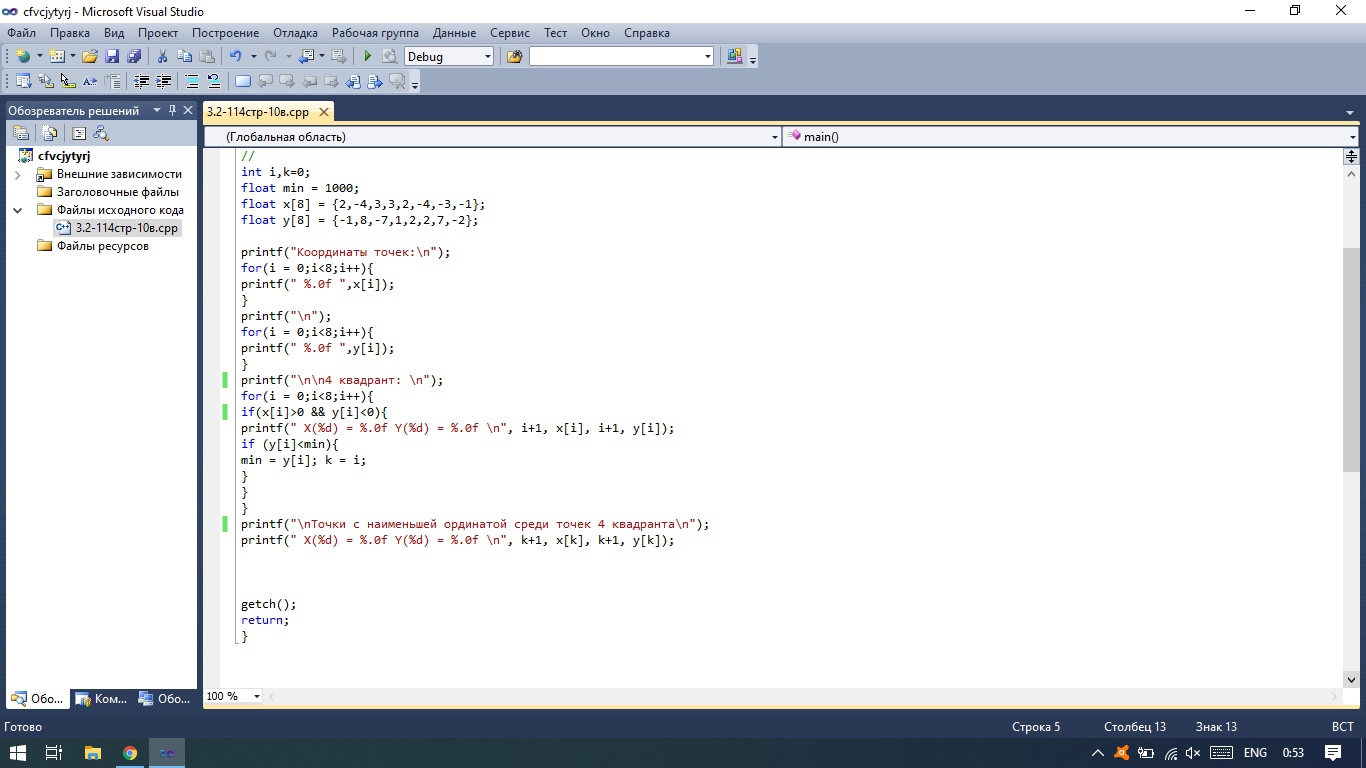 cfvcjytyrj - Microsoft Visual Studio
Файл Правка Вид Проект Построение Отладка Рабочая группа Данные Сервис Тест Окно Справка
Debug
Обозреватель решений
3.2-114стр-10в.cpp
(Глобальная область)
main()
cfvcjytyrj
Внешние зависимости
Заголовочные файлы
Файлы исходного кода
3.2-114стр-10в.cpp
Файлы ресурсов
//
int i,k=0;
float min = 1000;
float x[8] = {2,-4,3,3,2,-4,-3,-1};
float y[8] = {-1,8,-7,1,2,2,7,-2};
printf("Координаты точек:\n");
for(i = 0;i<8;i++){
printf(" %.0f ",x[i]);
}
printf("\n");
for(i = 0;i<8;i++){
printf(" %.0f ",y[i]);
}
printf("\n\n4 квадрант: \n");
for(i = 0;i<8;i++){
if(x[i]>0 && y[i]<0){
printf(" X(%d) = %.0f Y(%d) = %.0f \n", i+1, x[i], i+1, y[i]);
if (y[i]<min){
min = y[i]; k = i;
}
}
}
printf("\nТочки с наименьшей ординатой среди точек 4 квадранта\n");
printf(" X(%d) = %.0f Y(%d) = %.0f \n", k+1, x[k], k+1, y[k]);
getch();
return;
}
100 %
Обо... Ком... Обо...
Готово
Строка 5 Столбец 13 Знак 13 ВСТ
ENG 0:53